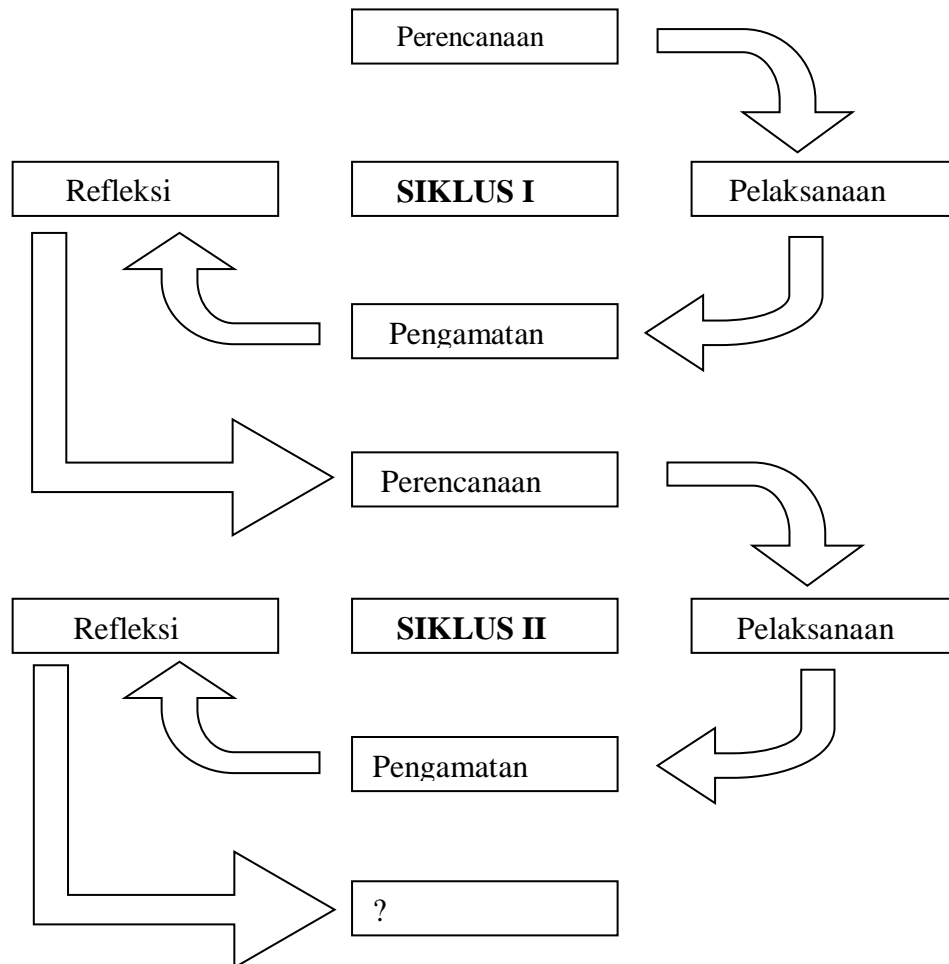 Perencanaan
Refleksi
SIKLUS I
Pelaksanaan
Pengamatan
Perencanaan
Refleksi
SIKLUS II
Pelaksanaan
Pengamatan
?